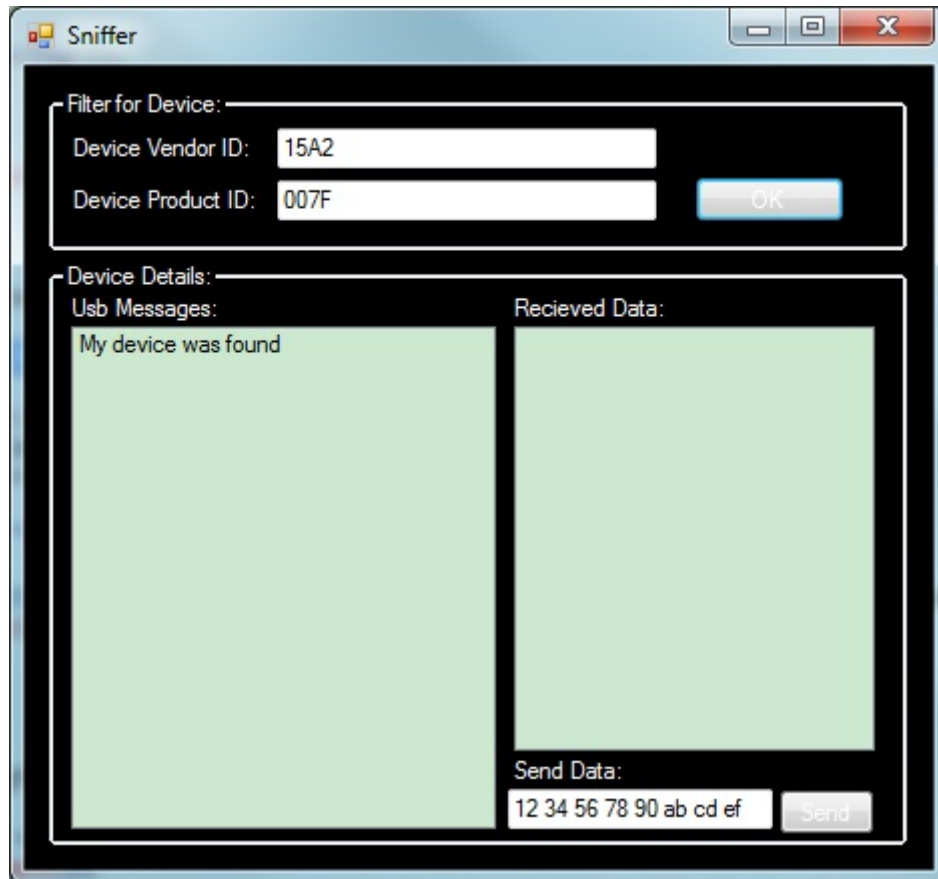 Sniffer
Filter for Device:
Device Vendor ID: 15A2
Device Product ID: 007F OK
Device Details:
Usb Messages: Recieved Data:
My device was found
Send Data:
12 34 56 78 90 ab cd ef Send